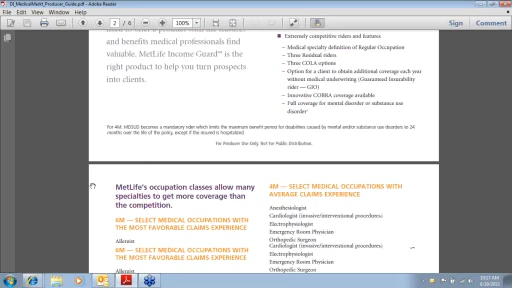 DI_MedicalMarkt_Producer_Guide.pdf - Adobe Reader
File Edit View Window Help
2 / 6
100%
Sign
Comment
and benefits medical professionals find
valuable. MetLife Income Guard℠ is the
right product to help you turn prospects
into clients.
■ Extremely competitive riders and features
– Medical specialty definition of Regular Occupation
– Three Residual riders
– Three COLA options
– Option for a client to obtain additional coverage each year
without medical underwriting (Guaranteed Insurability
rider — GIO)
– Innovative COBRA coverage available
– Full coverage for mental disorder or substance use
disorder
For 4M: MEDSUD becomes a mandatory rider which limits the maximum benefit period for disabilities caused by mental and/or substance use disorders to 24
months over the life of the policy, except if the insured is hospitalized.
For Producer Use Only. Not for Public Distribution.
MetLife's occupation classes allow many
specialties to get more coverage than
the competition.
6M — SELECT MEDICAL OCCUPATIONS WITH
THE MOST FAVORABLE CLAIMS EXPERIENCE
Allergist
6M — SELECT MEDICAL OCCUPATIONS WITH
THE MOST FAVORABLE CLAIMS EXPERIENCE
Allergist
4M — SELECT MEDICAL OCCUPATIONS WITH
AVERAGE CLAIMS EXPERIENCE
Anesthesiologist
Cardiologist (invasive/interventional procedures)
Electrophysiologist
Emergency Room Physician
Orthopedic Surgeon
Cardiologist (invasive/interventional procedures)
Electrophysiologist
Emergency Room Physician
Orthopedic Surgeon